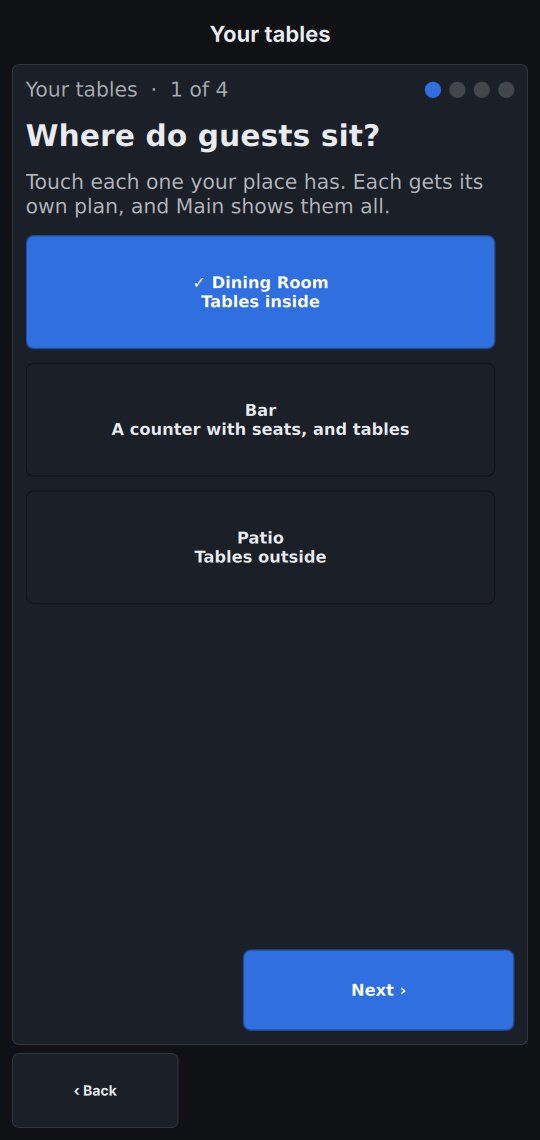 Your tables
Your tables · 1 of 4
Where do guests sit?
Touch each one your place has. Each gets its
own plan, and Main shows them all.
✓ Dining Room
Tables inside
Bar
A counter with seats, and tables
Patio
Tables outside
Next ›
‹ Back